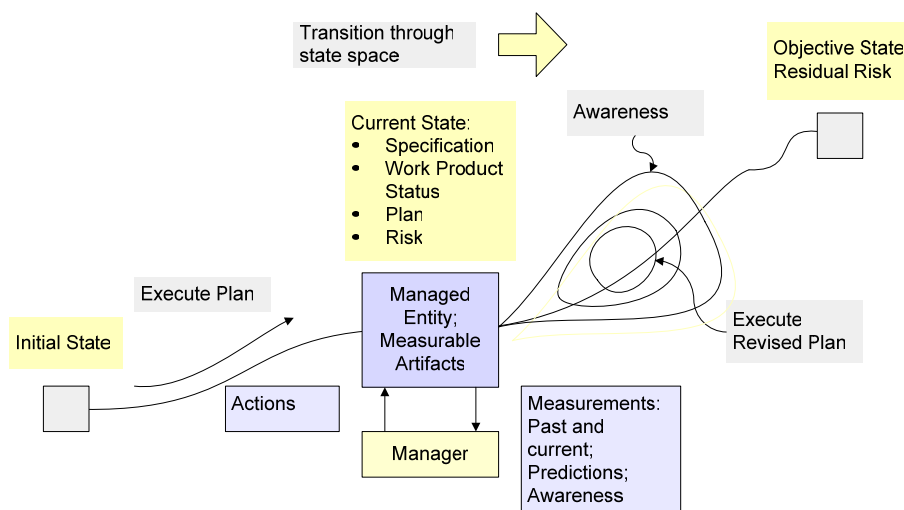 Transition through
state space
Objective State
Residual Risk
Awareness
Current State:
• Specification
• Work Product
Status
• Plan
• Risk
Execute Plan
Initial State
Managed
Entity;
Measurable
Artifacts
Execute
Revised Plan
Actions
Measurements:
Past and
current;
Predictions;
Awareness
Manager